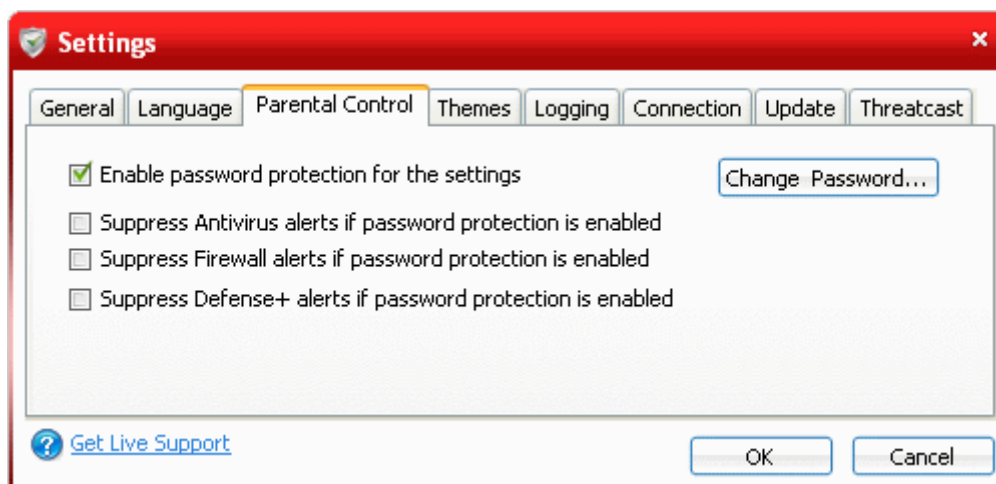 Settings
General Language Parental Control Themes Logging Connection Update Threatcast
Enable password protection for the settings Change Password...
Suppress Antivirus alerts if password protection is enabled
Suppress Firewall alerts if password protection is enabled
Suppress Defense+ alerts if password protection is enabled
Get Live Support OK Cancel